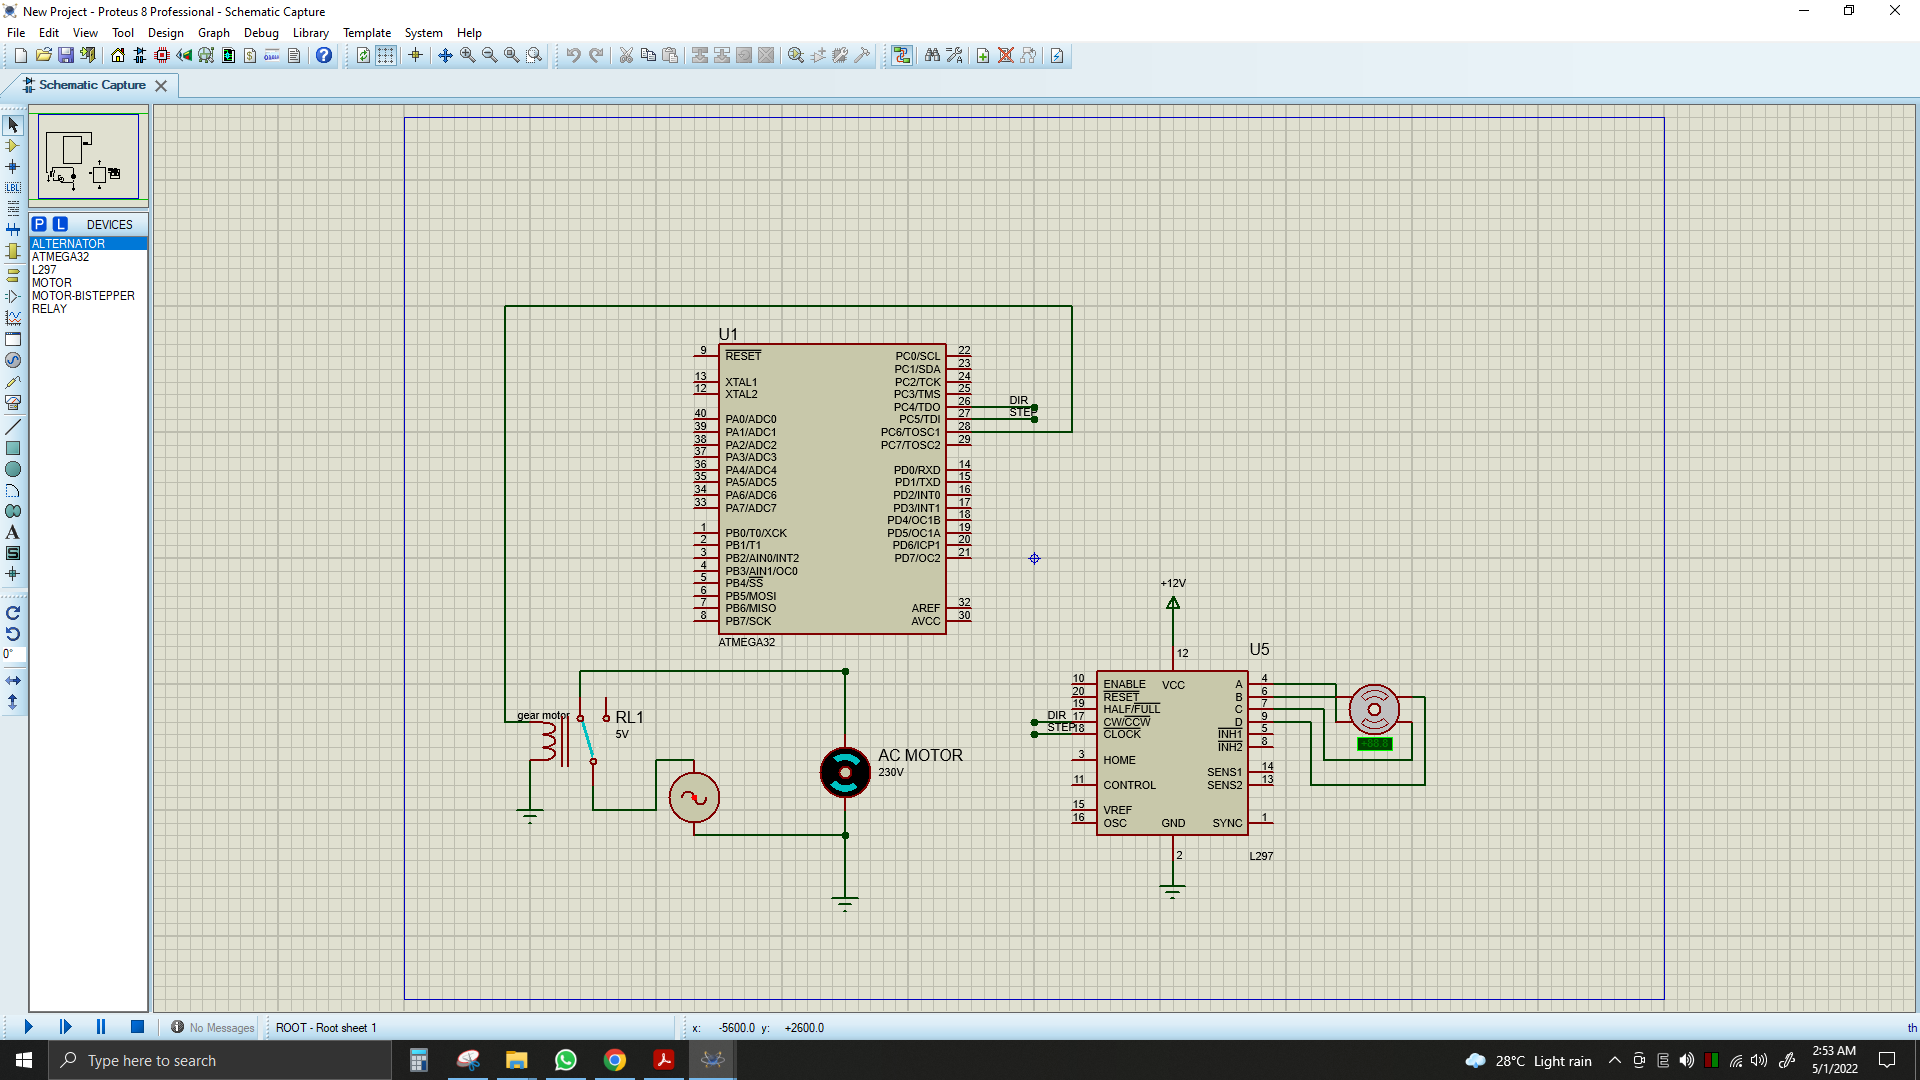 New Project - Proteus 8 Professional - Schematic Capture
File Edit View Tool Design Graph Debug Library Template System Help
Schematic Capture
P L DEVICES
ALTERNATOR
ATMEGA32
L297
MOTOR
MOTOR-BISTEPPER
RELAY
LBL
A
S
0°
U1
9 RESET
13 XTAL1
12 XTAL2
40 PA0/ADC0
39 PA1/ADC1
38 PA2/ADC2
37 PA3/ADC3
36 PA4/ADC4
35 PA5/ADC5
34 PA6/ADC6
33 PA7/ADC7
1 PB0/T0/XCK
2 PB1/T1
3 PB2/AIN0/INT2
4 PB3/AIN1/OC0
5 PB4/SS
6 PB5/MOSI
7 PB6/MISO
8 PB7/SCK
PC0/SCL 22
PC1/SDA 23
PC2/TCK 24
PC3/TMS 25
PC4/TDO 26 DIR
PC5/TDI 27 STEP
PC6/TOSC1 28
PC7/TOSC2 29
PD0/RXD 14
PD1/TXD 15
PD2/INT0 16
PD3/INT1 17
PD4/OC1B 18
PD5/OC1A 19
PD6/ICP1 20
PD7/OC2 21
AREF 32
AVCC 30
ATMEGA32
gear motor
RL1
5V
AC MOTOR
230V
+12V
12
U5
10 ENABLE
20 RESET
19 HALF/FULL
DIR 17 CW/CCW
STEP 18 CLOCK
3 HOME
11 CONTROL
15 VREF
16 OSC
VCC
GND
A 4
B 6
C 7
D 9
INH1 5
INH2 8
SENS1 14
SENS2 13
SYNC 1
2
L297
No Messages
ROOT - Root sheet 1
x: -5600.0 y: +2600.0
th
Type here to search
28°C Light rain
2:53 AM
5/1/2022